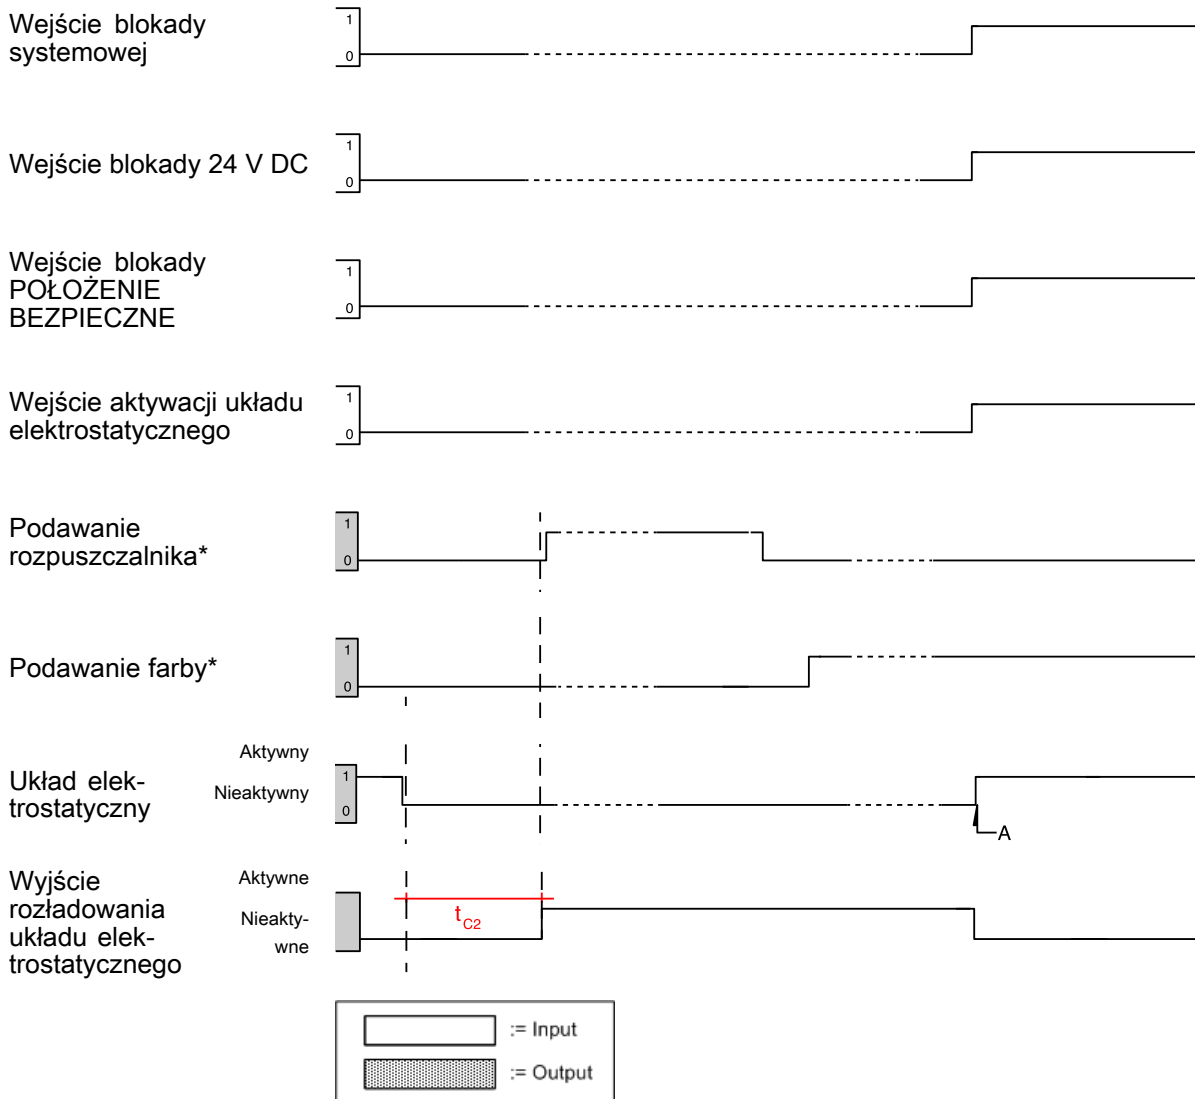 Wejście blokady
systemowej
1
0
Wejście blokady 24 V DC
1
0
Wejście blokady
POŁOŻENIE
BEZPIECZNE
1
0
Wejście aktywacji układu
elektrostatycznego
1
0
Podawanie
rozpuszczalnika*
1
0
Podawanie farby*
1
0
Układ elek-
trostatyczny
Aktywny
Nieaktywny
1
0
A
Wyjście
rozładowania
układu elek-
trostatycznego
Aktywne
Nieakty-
wne
tC2
:= Input
:= Output